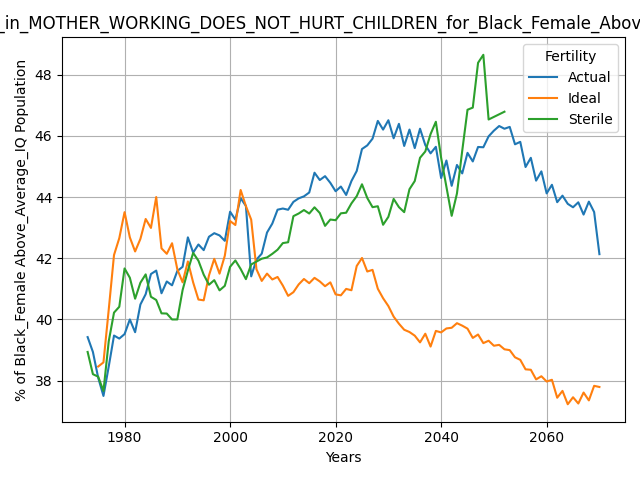 _in_MOTHER_WORKING_DOES_NOT_HURT_CHILDREN_for_Black_Female_Abov
% of Black_Female Above_Average_IQ Population
48
46
44
42
40
38
Fertility
Actual
Ideal
Sterile
1980
2000
2020
2040
2060
Years